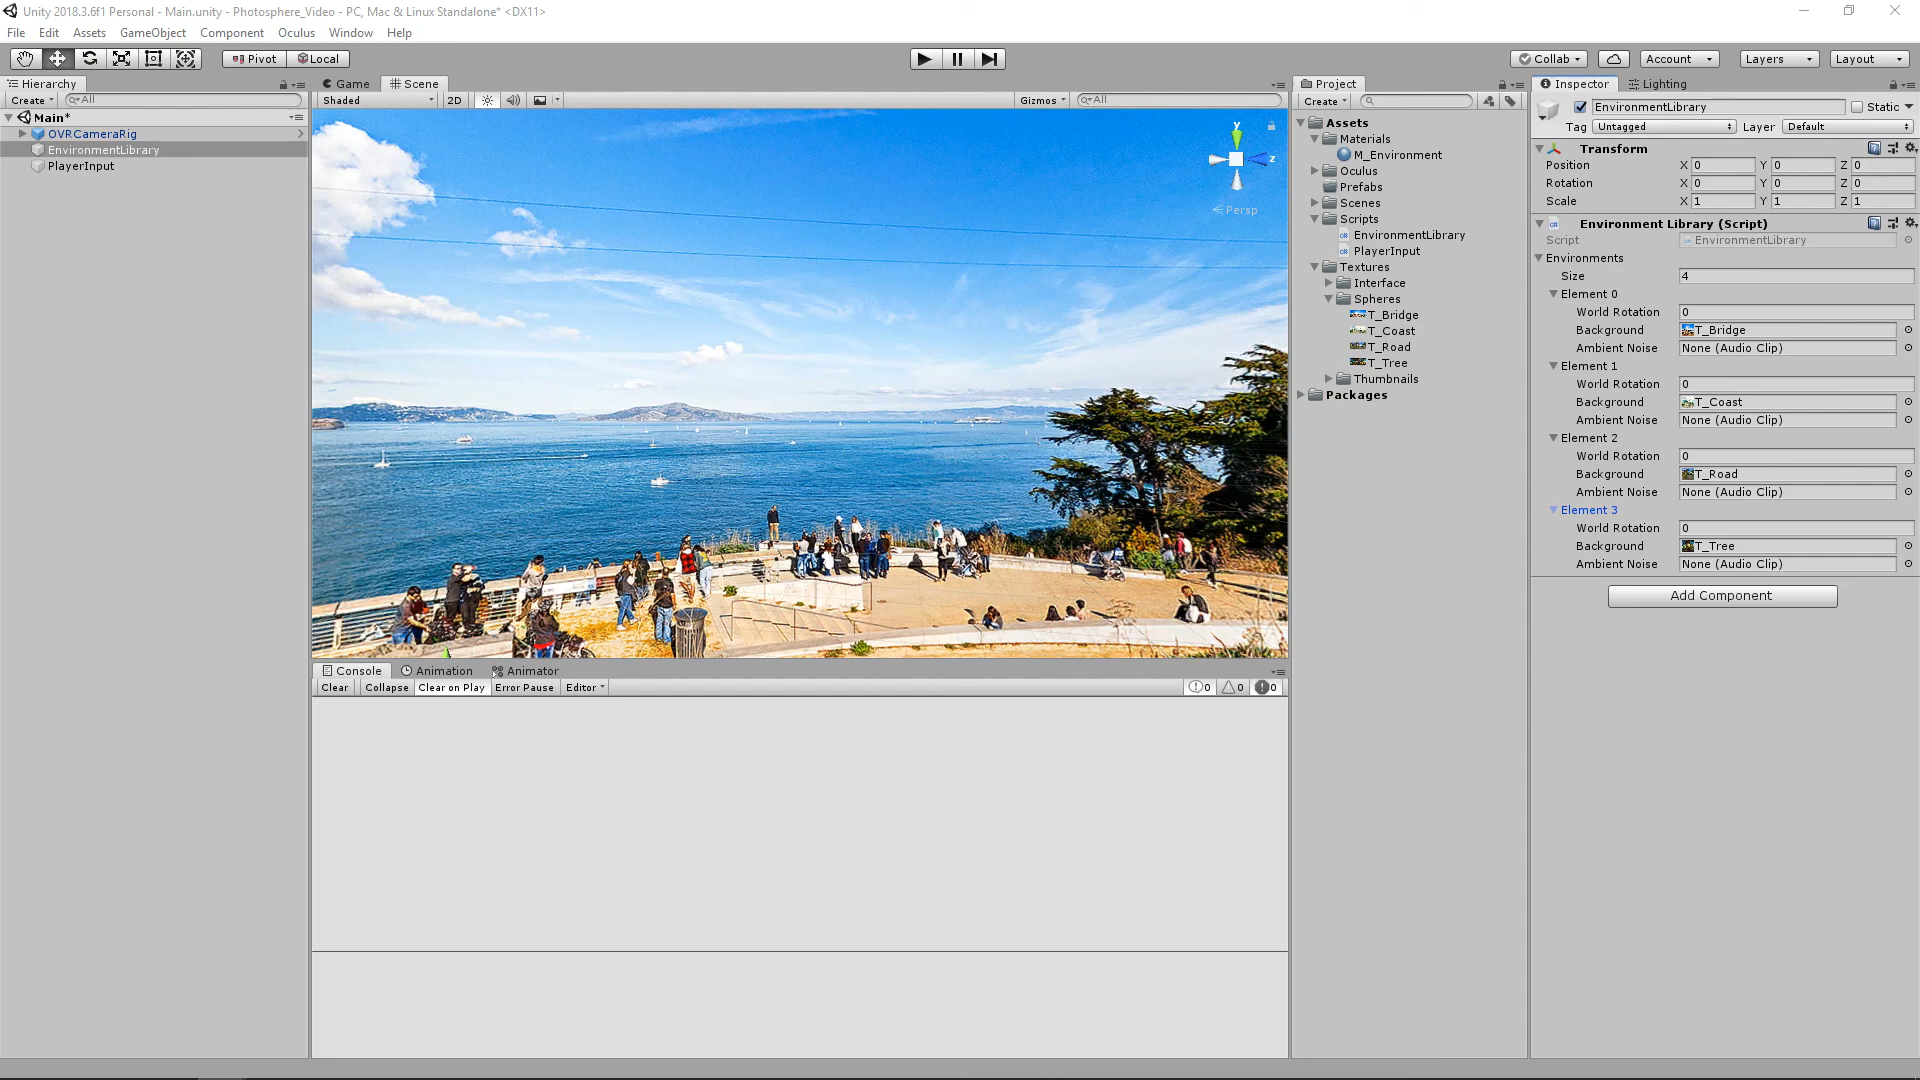 Unity 2018.3.6f1 Personal - Main.unity - Photosphere_Video - PC, Mac & Linux Standalone* <DX11>
File Edit Assets GameObject Component Oculus Window Help
Pivot Local Collab Account Layers Layout
Hierarchy
Create All
Main*
OVRCameraRig
EnvironmentLibrary
PlayerInput
Game Scene
Shaded 2D Gizmos All
y
z
Persp
Console Animation Animator
Clear Collapse Clear on Play Error Pause Editor 0 0 0
Project
Create
Assets
Materials
M_Environment
Oculus
Prefabs
Scenes
Scripts
EnvironmentLibrary
PlayerInput
Textures
Interface
Spheres
T_Bridge
T_Coast
T_Road
T_Tree
Thumbnails
Packages
Inspector Lighting
EnvironmentLibrary Static
Tag Untagged Layer Default
Transform
Position X 0 Y 0 Z 0
Rotation X 0 Y 0 Z 0
Scale X 1 Y 1 Z 1
Environment Library (Script)
Script EnvironmentLibrary
Environments
Size 4
Element 0
World Rotation 0
Background T_Bridge
Ambient Noise None (Audio Clip)
Element 1
World Rotation 0
Background T_Coast
Ambient Noise None (Audio Clip)
Element 2
World Rotation 0
Background T_Road
Ambient Noise None (Audio Clip)
Element 3
World Rotation 0
Background T_Tree
Ambient Noise None (Audio Clip)
Add Component